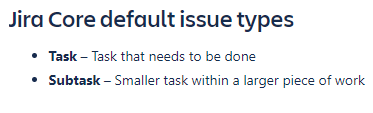 Jira Core default issue types
• Task – Task that needs to be done
• Subtask – Smaller task within a larger piece of work